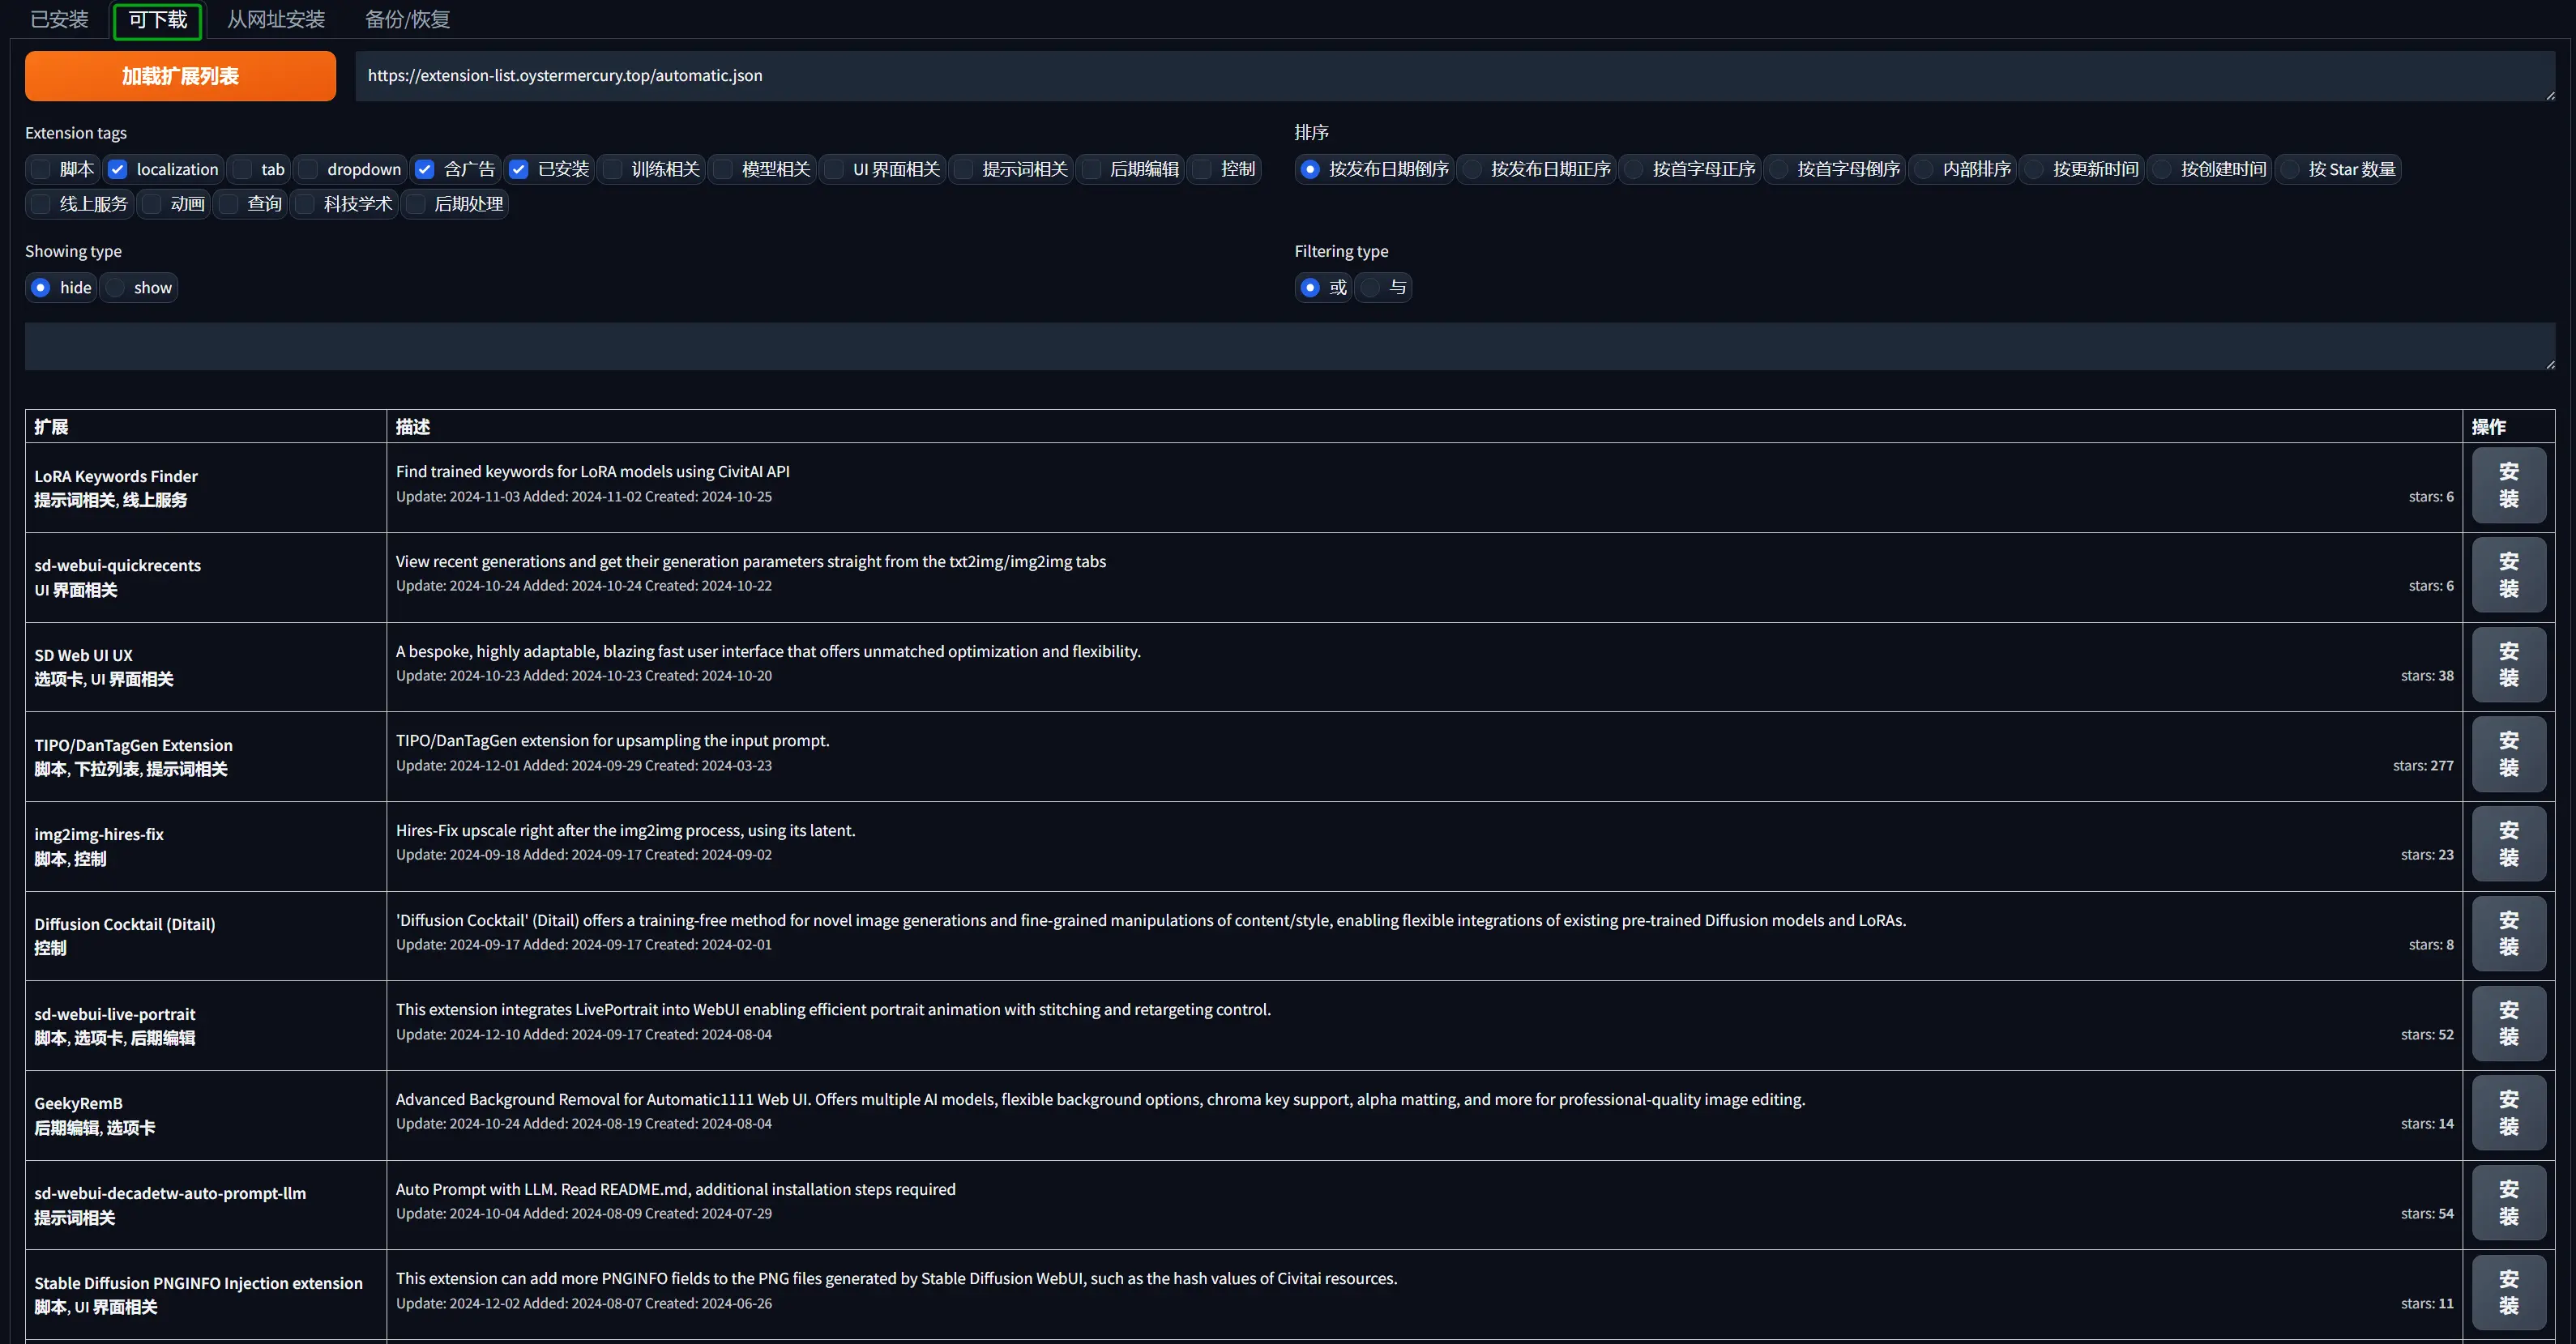 已安装 可下载 从网址安装 备份/恢复
加载扩展列表 https://extension-list.oystermercury.top/automatic.json
Extension tags
脚本 localization tab dropdown 含广告 已安装 训练相关 模型相关 UI 界面相关 提示词相关 后期编辑 控制
线上服务 动画 查询 科技学术 后期处理
排序
按发布日期倒序 按发布日期正序 按首字母正序 按首字母倒序 内部排序 按更新时间 按创建时间 按 Star 数量
Showing type
hide show
Filtering type
或 与
扩展 描述 操作
LoRA Keywords Finder
提示词相关, 线上服务
Find trained keywords for LoRA models using CivitAI API
Update: 2024-11-03 Added: 2024-11-02 Created: 2024-10-25
stars: 6
安
装
sd-webui-quickrecents
UI 界面相关
View recent generations and get their generation parameters straight from the txt2img/img2img tabs
Update: 2024-10-24 Added: 2024-10-24 Created: 2024-10-22
stars: 6
安
装
SD Web UI UX
选项卡, UI 界面相关
A bespoke, highly adaptable, blazing fast user interface that offers unmatched optimization and flexibility.
Update: 2024-10-23 Added: 2024-10-23 Created: 2024-10-20
stars: 38
安
装
TIPO/DanTagGen Extension
脚本, 下拉列表, 提示词相关
TIPO/DanTagGen extension for upsampling the input prompt.
Update: 2024-12-01 Added: 2024-09-29 Created: 2024-03-23
stars: 277
安
装
img2img-hires-fix
脚本, 控制
Hires-Fix upscale right after the img2img process, using its latent.
Update: 2024-09-18 Added: 2024-09-17 Created: 2024-09-02
stars: 23
安
装
Diffusion Cocktail (Ditail)
控制
'Diffusion Cocktail' (Ditail) offers a training-free method for novel image generations and fine-grained manipulations of content/style, enabling flexible integrations of existing pre-trained Diffusion models and LoRAs.
Update: 2024-09-17 Added: 2024-09-17 Created: 2024-02-01
stars: 8
安
装
sd-webui-live-portrait
脚本, 选项卡, 后期编辑
This extension integrates LivePortrait into WebUI enabling efficient portrait animation with stitching and retargeting control.
Update: 2024-12-10 Added: 2024-09-17 Created: 2024-08-04
stars: 52
安
装
GeekyRemB
后期编辑, 选项卡
Advanced Background Removal for Automatic1111 Web UI. Offers multiple AI models, flexible background options, chroma key support, alpha matting, and more for professional-quality image editing.
Update: 2024-10-24 Added: 2024-08-19 Created: 2024-08-04
stars: 14
安
装
sd-webui-decadetw-auto-prompt-llm
提示词相关
Auto Prompt with LLM. Read README.md, additional installation steps required
Update: 2024-10-04 Added: 2024-08-09 Created: 2024-07-29
stars: 54
安
装
Stable Diffusion PNGINFO Injection extension
脚本, UI 界面相关
This extension can add more PNGINFO fields to the PNG files generated by Stable Diffusion WebUI, such as the hash values of Civitai resources.
Update: 2024-12-02 Added: 2024-08-07 Created: 2024-06-26
stars: 11
安
装